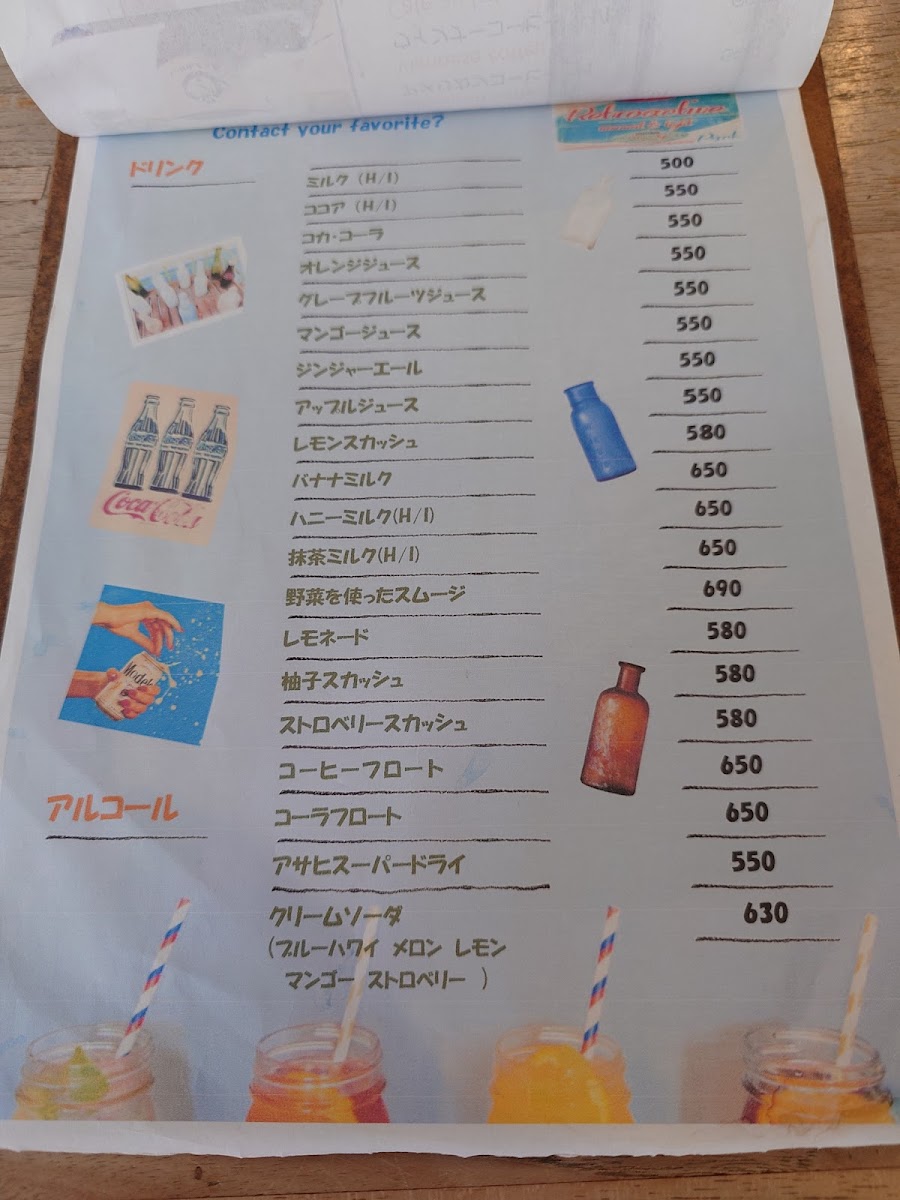 Contact your favorite?
Retroactive
ドリンク
ミルク (H/I) 500
ココア (H/I) 550
コカ・コーラ 550
オレンジジュース 550
グレープフルーツジュース 550
マンゴージュース 550
ジンジャーエール 550
アップルジュース 550
レモンスカッシュ 580
バナナミルク 650
ハニーミルク(H/I) 650
抹茶ミルク(H/I) 650
野菜を使ったスムージ 690
レモネード 580
柚子スカッシュ 580
ストロベリースカッシュ 580
コーヒーフロート 650
コーラフロート 650
Coca-Cola
Model
アルコール
アサヒスーパードライ 550
クリームソーダ 630
(ブルーハワイ メロン レモン
マンゴー ストロベリー )